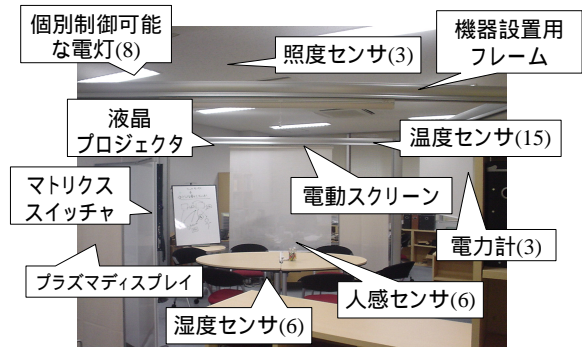 個別制御可能
な電灯(8)
照度センサ(3)
機器設置用
フレーム
液晶
プロジェクタ
温度センサ(15)
マトリクス
スイッチャ
電動スクリーン
電力計(3)
プラズマディスプレイ
人感センサ(6)
湿度センサ(6)